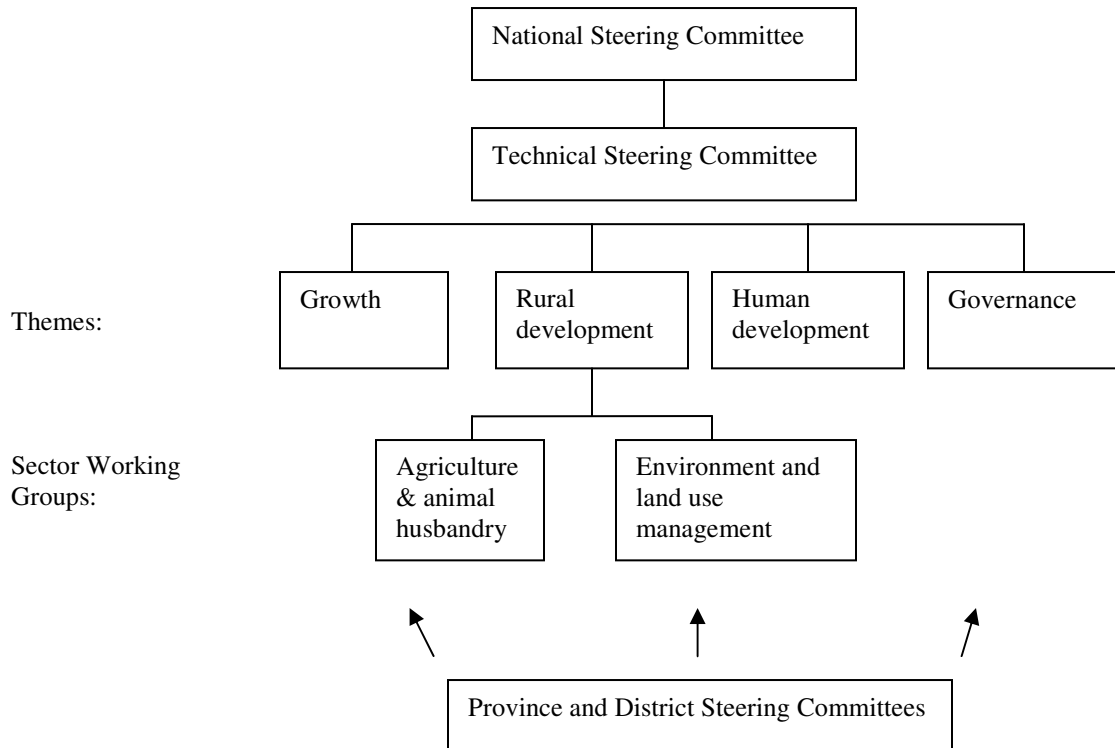 National Steering Committee
Technical Steering Committee
Themes:
Growth
Rural
development
Human
development
Governance
Sector Working
Groups:
Agriculture
& animal
husbandry
Environment and
land use
management
Province and District Steering Committees